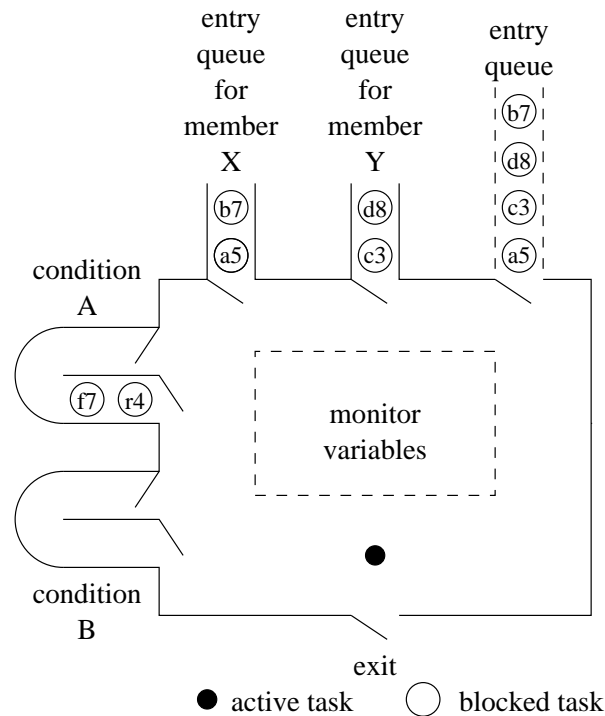 entry
queue
for
member
X
entry
queue
for
member
Y
entry
queue
b7
a5
d8
c3
b7
d8
c3
a5
condition
A
f7 r4
monitor
variables
condition
B
exit
active task
blocked task